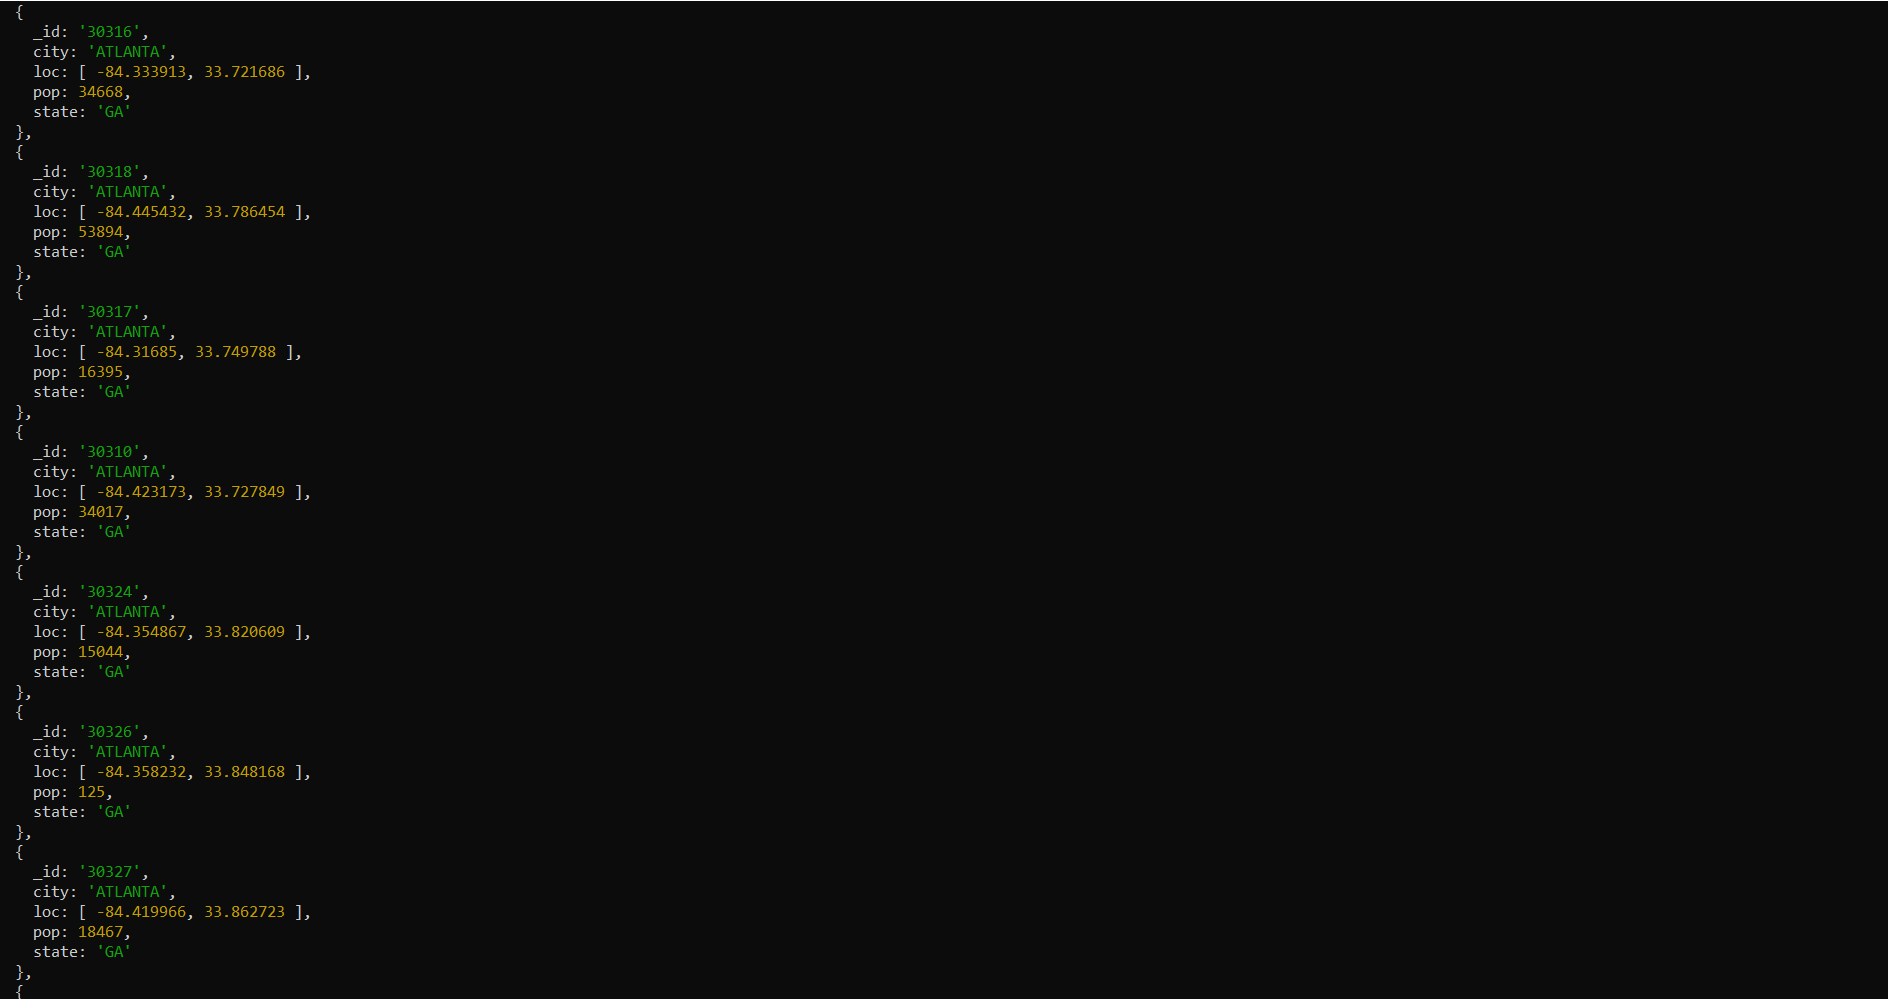 {
  _id: '30316',
  city: 'ATLANTA',
  loc: [ -84.333913, 33.721686 ],
  pop: 34668,
  state: 'GA'
},
{
  _id: '30318',
  city: 'ATLANTA',
  loc: [ -84.445432, 33.786454 ],
  pop: 53894,
  state: 'GA'
},
{
  _id: '30317',
  city: 'ATLANTA',
  loc: [ -84.31685, 33.749788 ],
  pop: 16395,
  state: 'GA'
},
{
  _id: '30310',
  city: 'ATLANTA',
  loc: [ -84.423173, 33.727849 ],
  pop: 34017,
  state: 'GA'
},
{
  _id: '30324',
  city: 'ATLANTA',
  loc: [ -84.354867, 33.820609 ],
  pop: 15044,
  state: 'GA'
},
{
  _id: '30326',
  city: 'ATLANTA',
  loc: [ -84.358232, 33.848168 ],
  pop: 125,
  state: 'GA'
},
{
  _id: '30327',
  city: 'ATLANTA',
  loc: [ -84.419966, 33.862723 ],
  pop: 18467,
  state: 'GA'
},
{